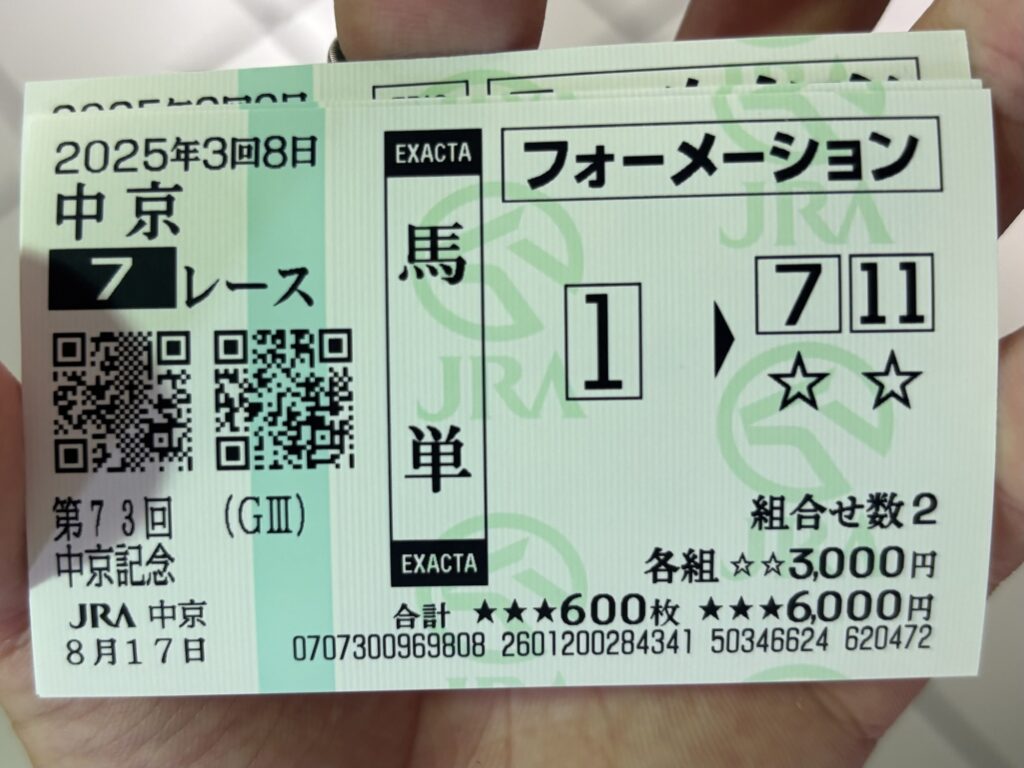 2025年3回8日
中京
7レース
第73回 (GⅢ)
中京記念
JRA 中京
8月17日
EXACTA
馬単
EXACTA
フォーメーション
1 ▶ 7 11
☆ ☆
組合せ数2
各組 ☆☆3,000円
合計 ★★★600枚 ★★★6,000円
0707300969808 2601200284341 50346624 620472
JRA
JRA